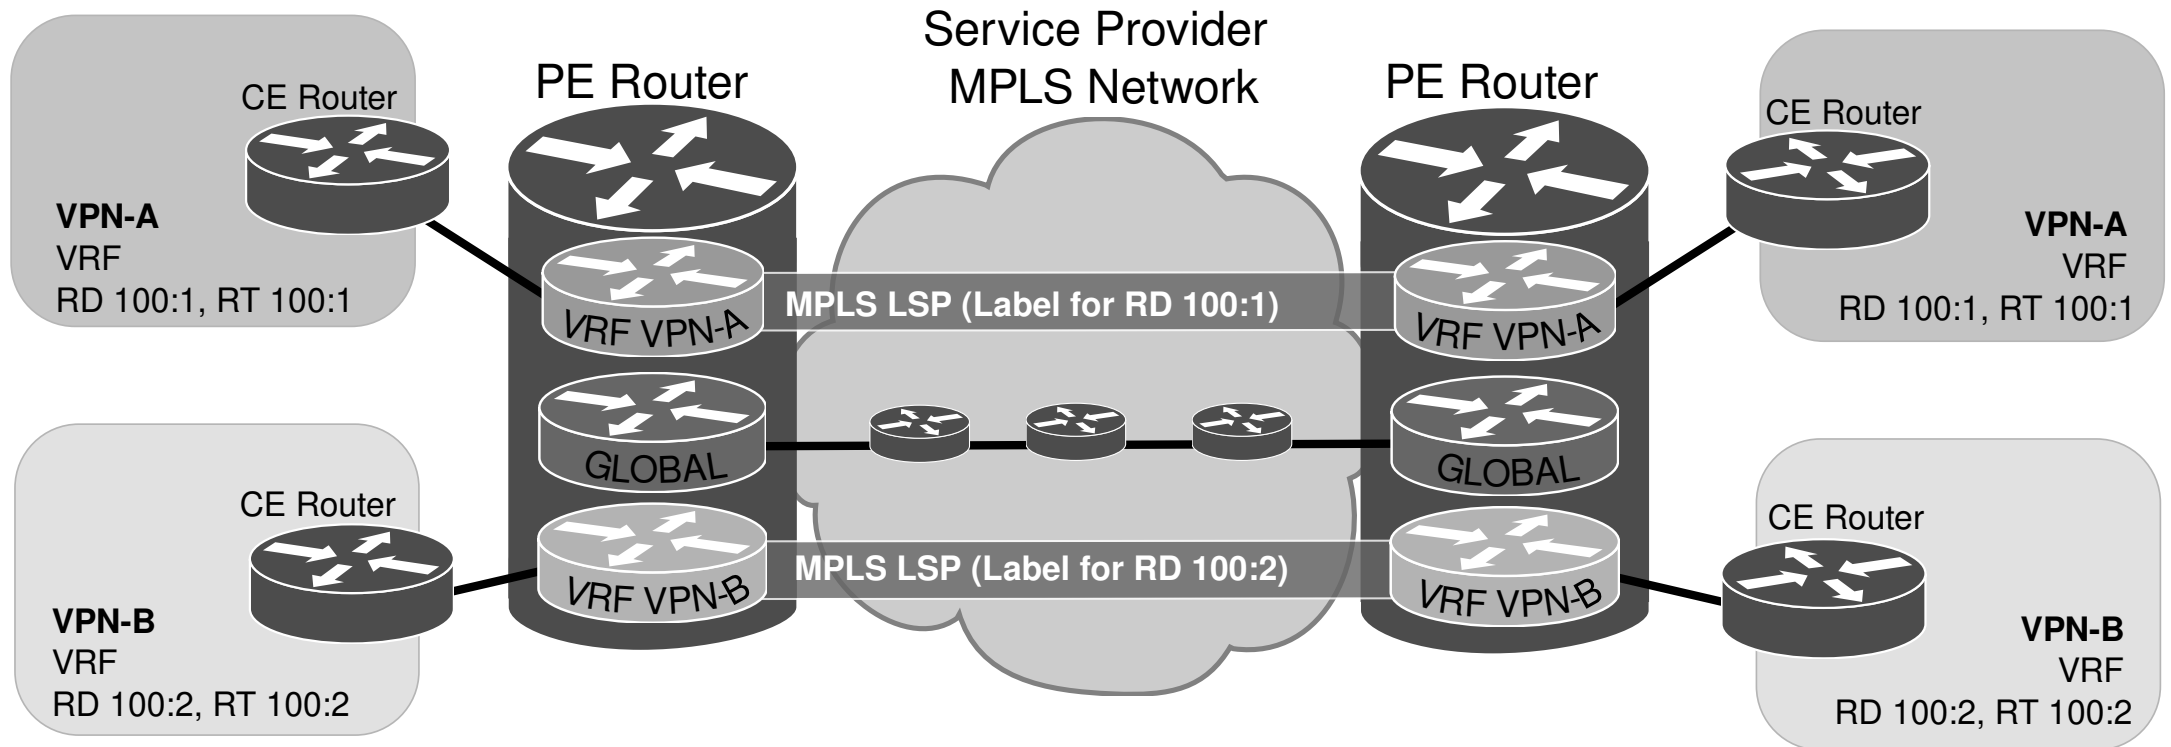 Service Provider
MPLS Network
PE Router
PE Router
CE Router
VPN-A
VRF
RD 100:1, RT 100:1
CE Router
VPN-A
VRF
RD 100:1, RT 100:1
VRF VPN-A
MPLS LSP (Label for RD 100:1)
VRF VPN-A
GLOBAL
GLOBAL
CE Router
VPN-B
VRF
RD 100:2, RT 100:2
VRF VPN-B
MPLS LSP (Label for RD 100:2)
VRF VPN-B
CE Router
VPN-B
VRF
RD 100:2, RT 100:2